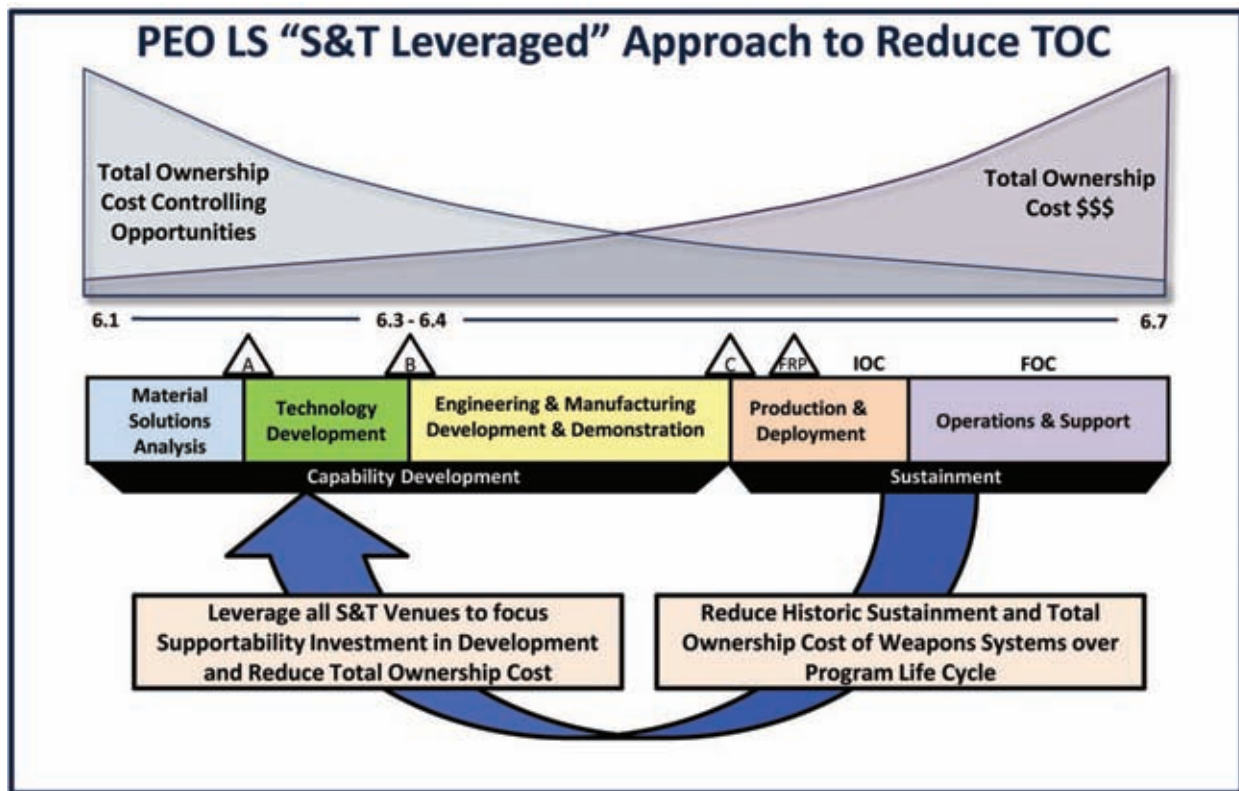 PEO LS “S&T Leveraged” Approach to Reduce TOC
Total Ownership
Cost Controlling
Opportunities
Total Ownership
Cost $$$
6.1
6.3 - 6.4
6.7
A
B
C
FRP
IOC
FOC
Material
Solutions
Analysis
Technology
Development
Engineering & Manufacturing
Development & Demonstration
Production &
Deployment
Operations & Support
Capability Development
Sustainment
Leverage all S&T Venues to focus
Supportability Investment in Development
and Reduce Total Ownership Cost
Reduce Historic Sustainment and Total
Ownership Cost of Weapons Systems over
Program Life Cycle